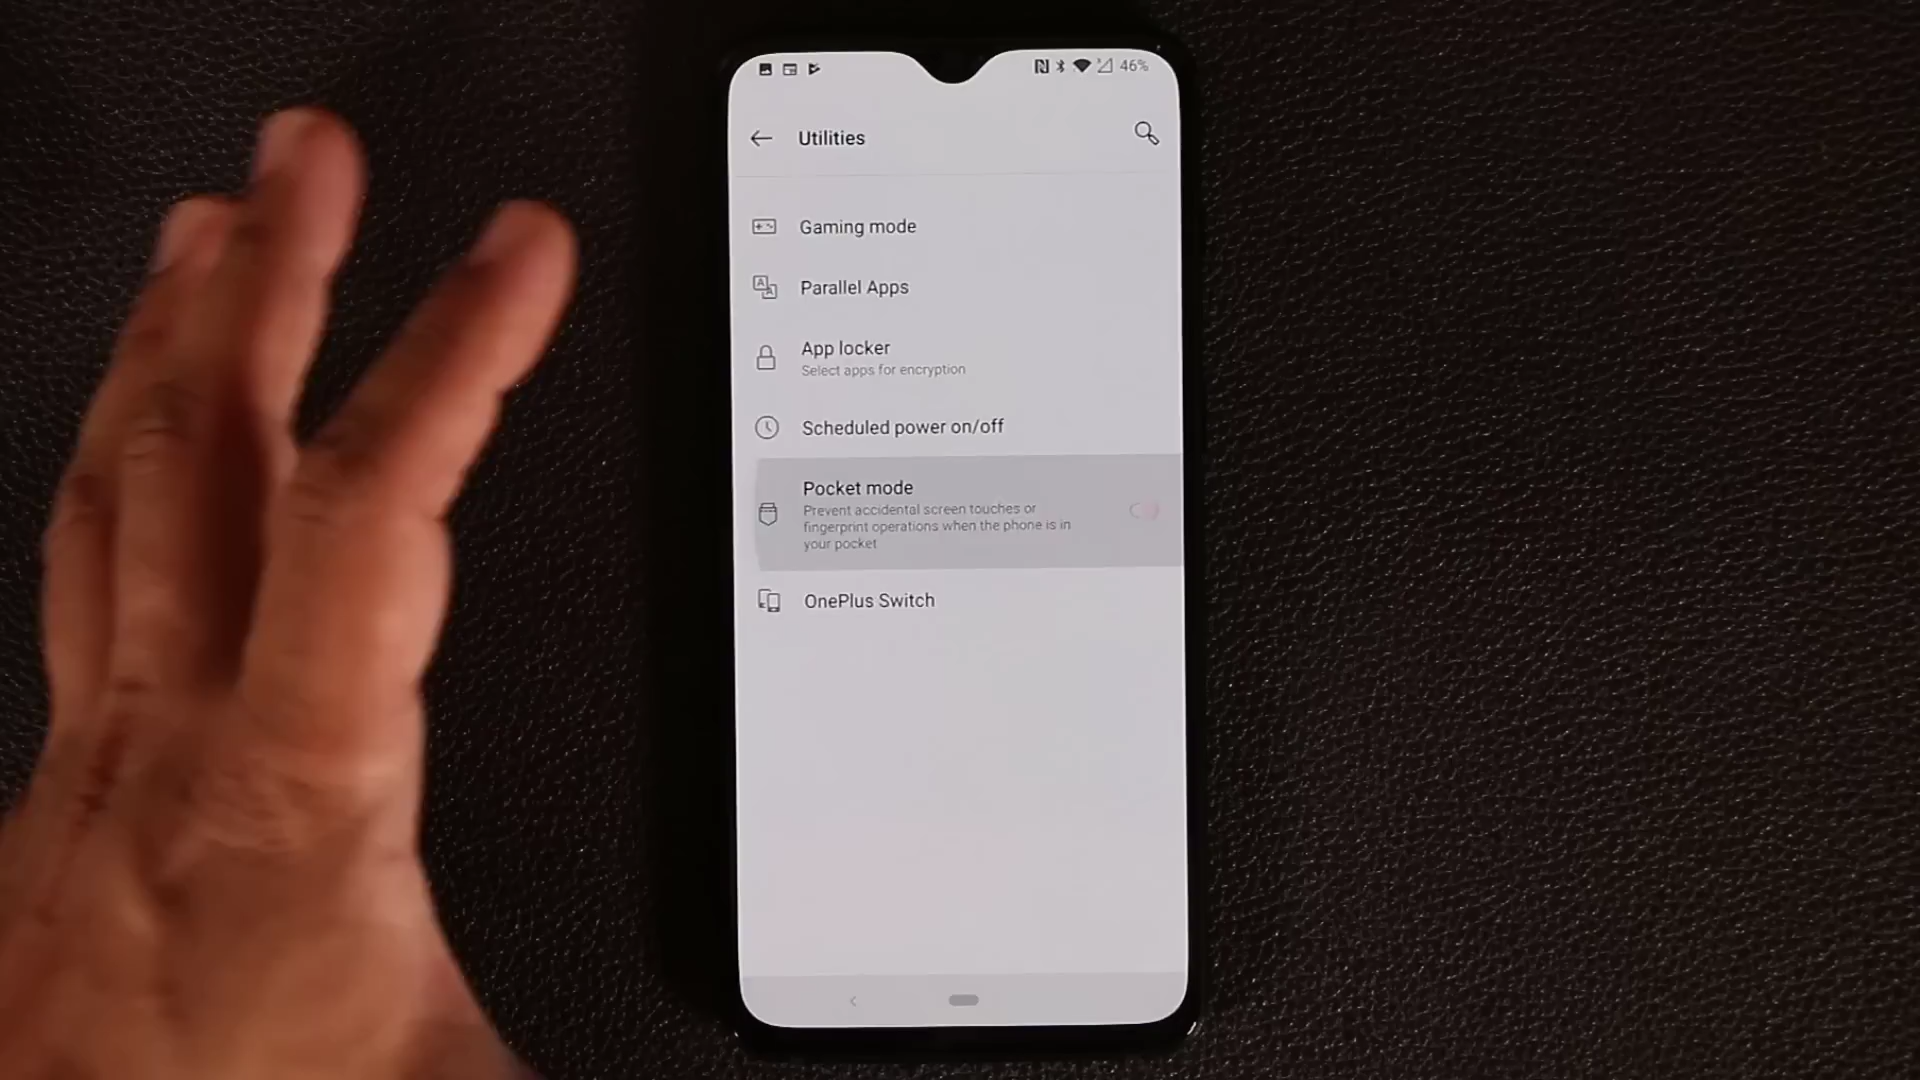 46%
Utilities
Gaming mode
Parallel Apps
App locker
Select apps for encryption
Scheduled power on/off
Pocket mode
Prevent accidental screen touches or
fingerprint operations when the phone is in
your pocket
OnePlus Switch